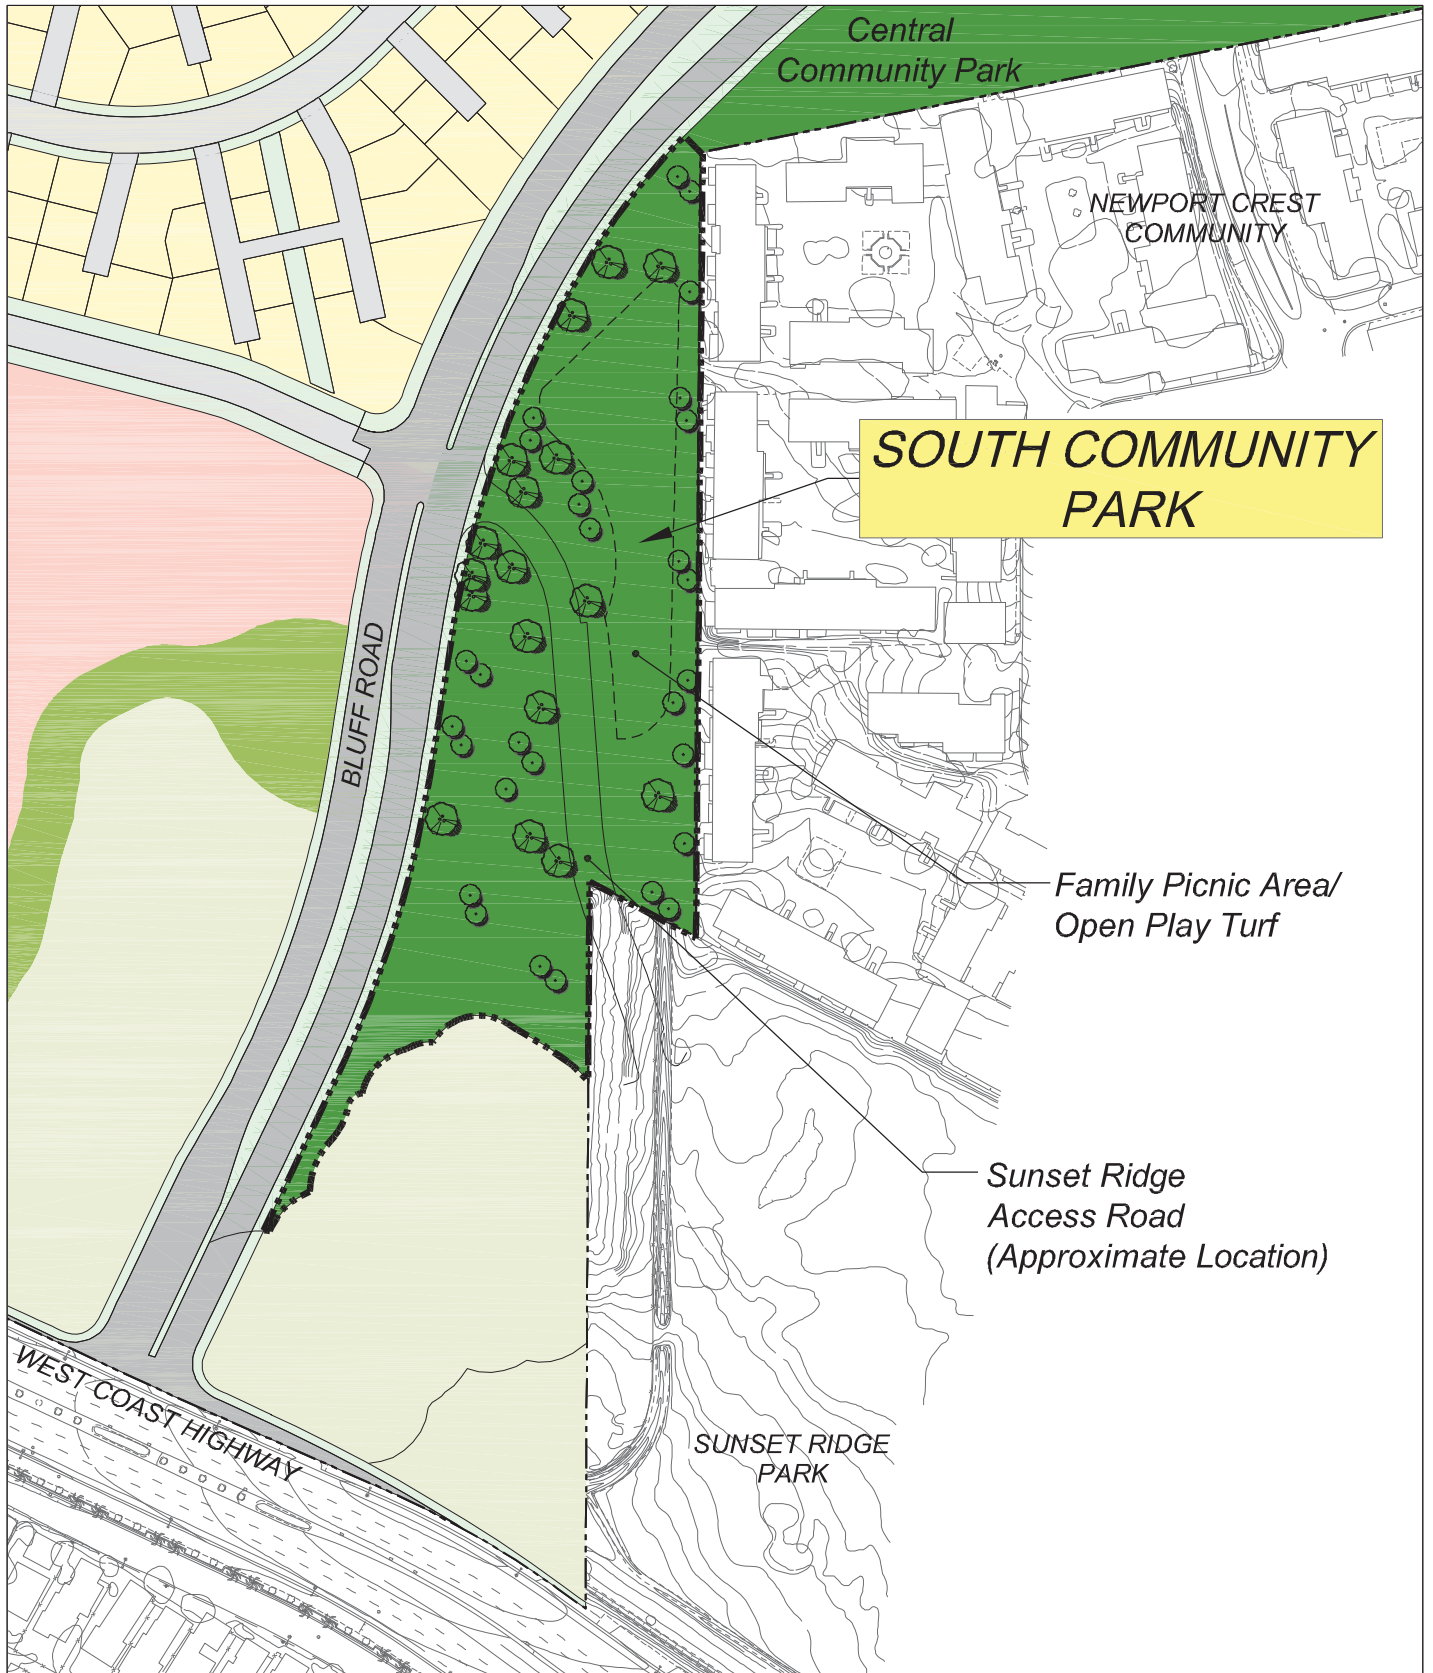 Central
Community Park
NEWPORT CREST
COMMUNITY
SOUTH COMMUNITY
PARK
BLUFF ROAD
Family Picnic Area/
Open Play Turf
Sunset Ridge
Access Road
(Approximate Location)
WEST COAST HIGHWAY
SUNSET RIDGE
PARK